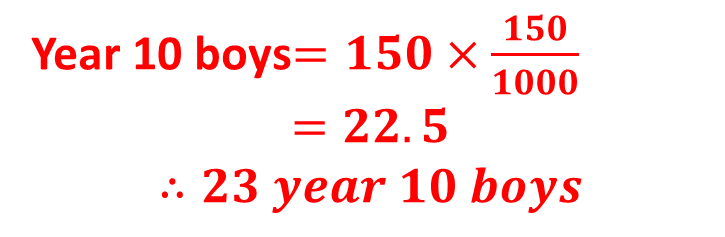 Year 10 boys= 150 × 150/1000
= 22.5
∴ 23 year 10 boys